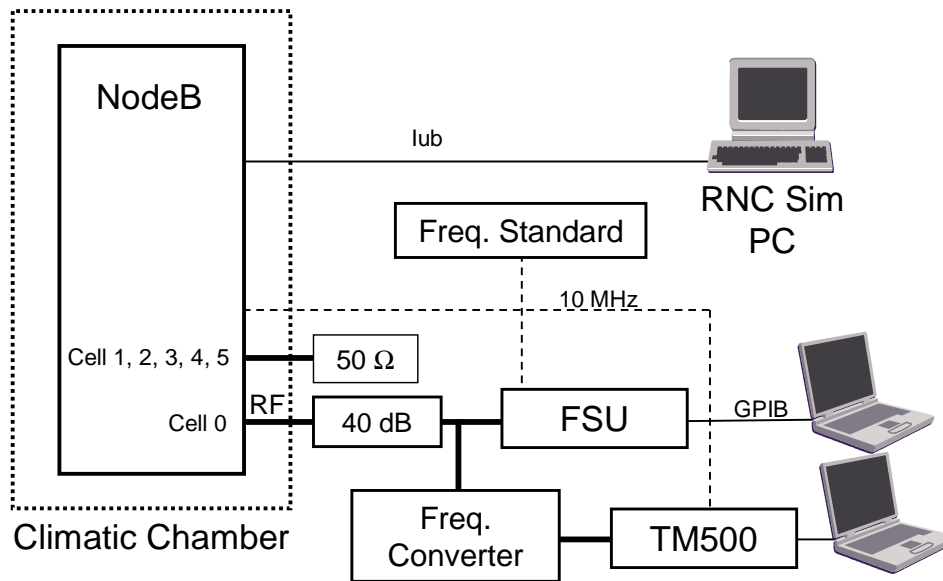 NodeB
Iub
RNC Sim
PC
Freq. Standard
10 MHz
Cell 1, 2, 3, 4, 5
50 Ω
Cell 0
RF
40 dB
FSU
GPIB
Freq.
Converter
TM500
Climatic Chamber